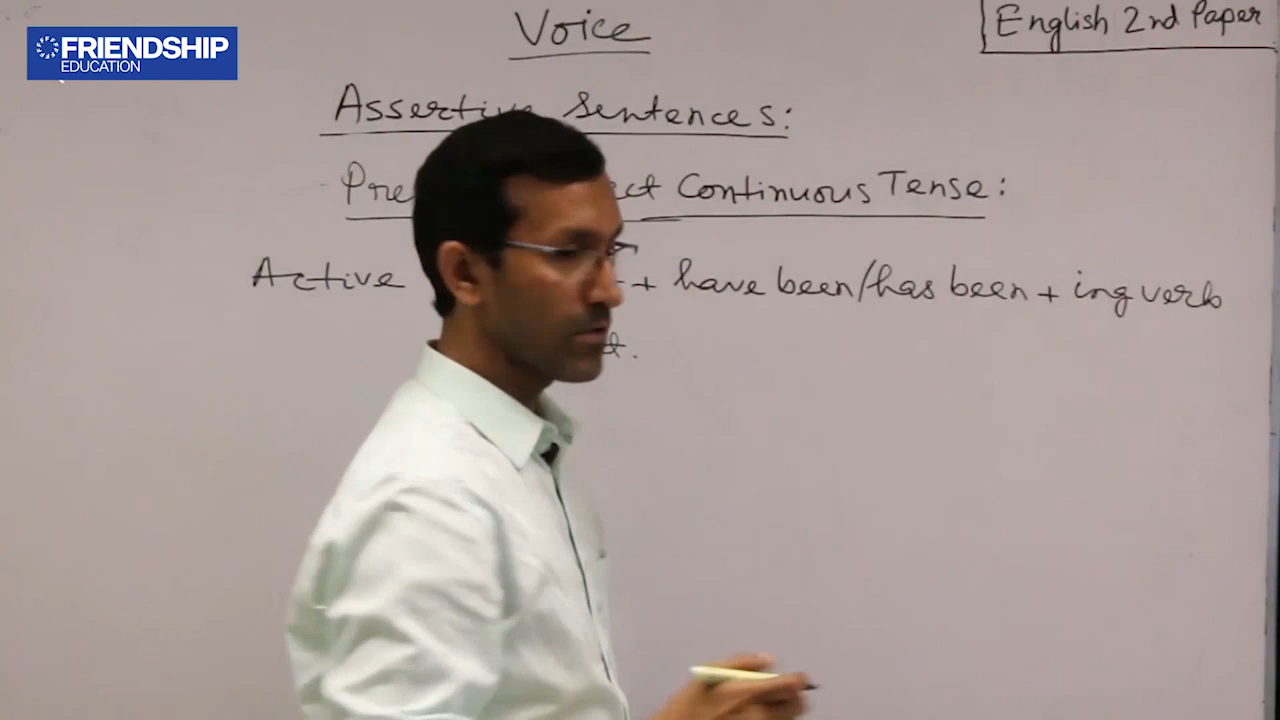 FRIENDSHIP
EDUCATION
Voice
English 2nd Paper
Assertive Sentences:
Continuous Tense:
Active + have been/has been + ing verb